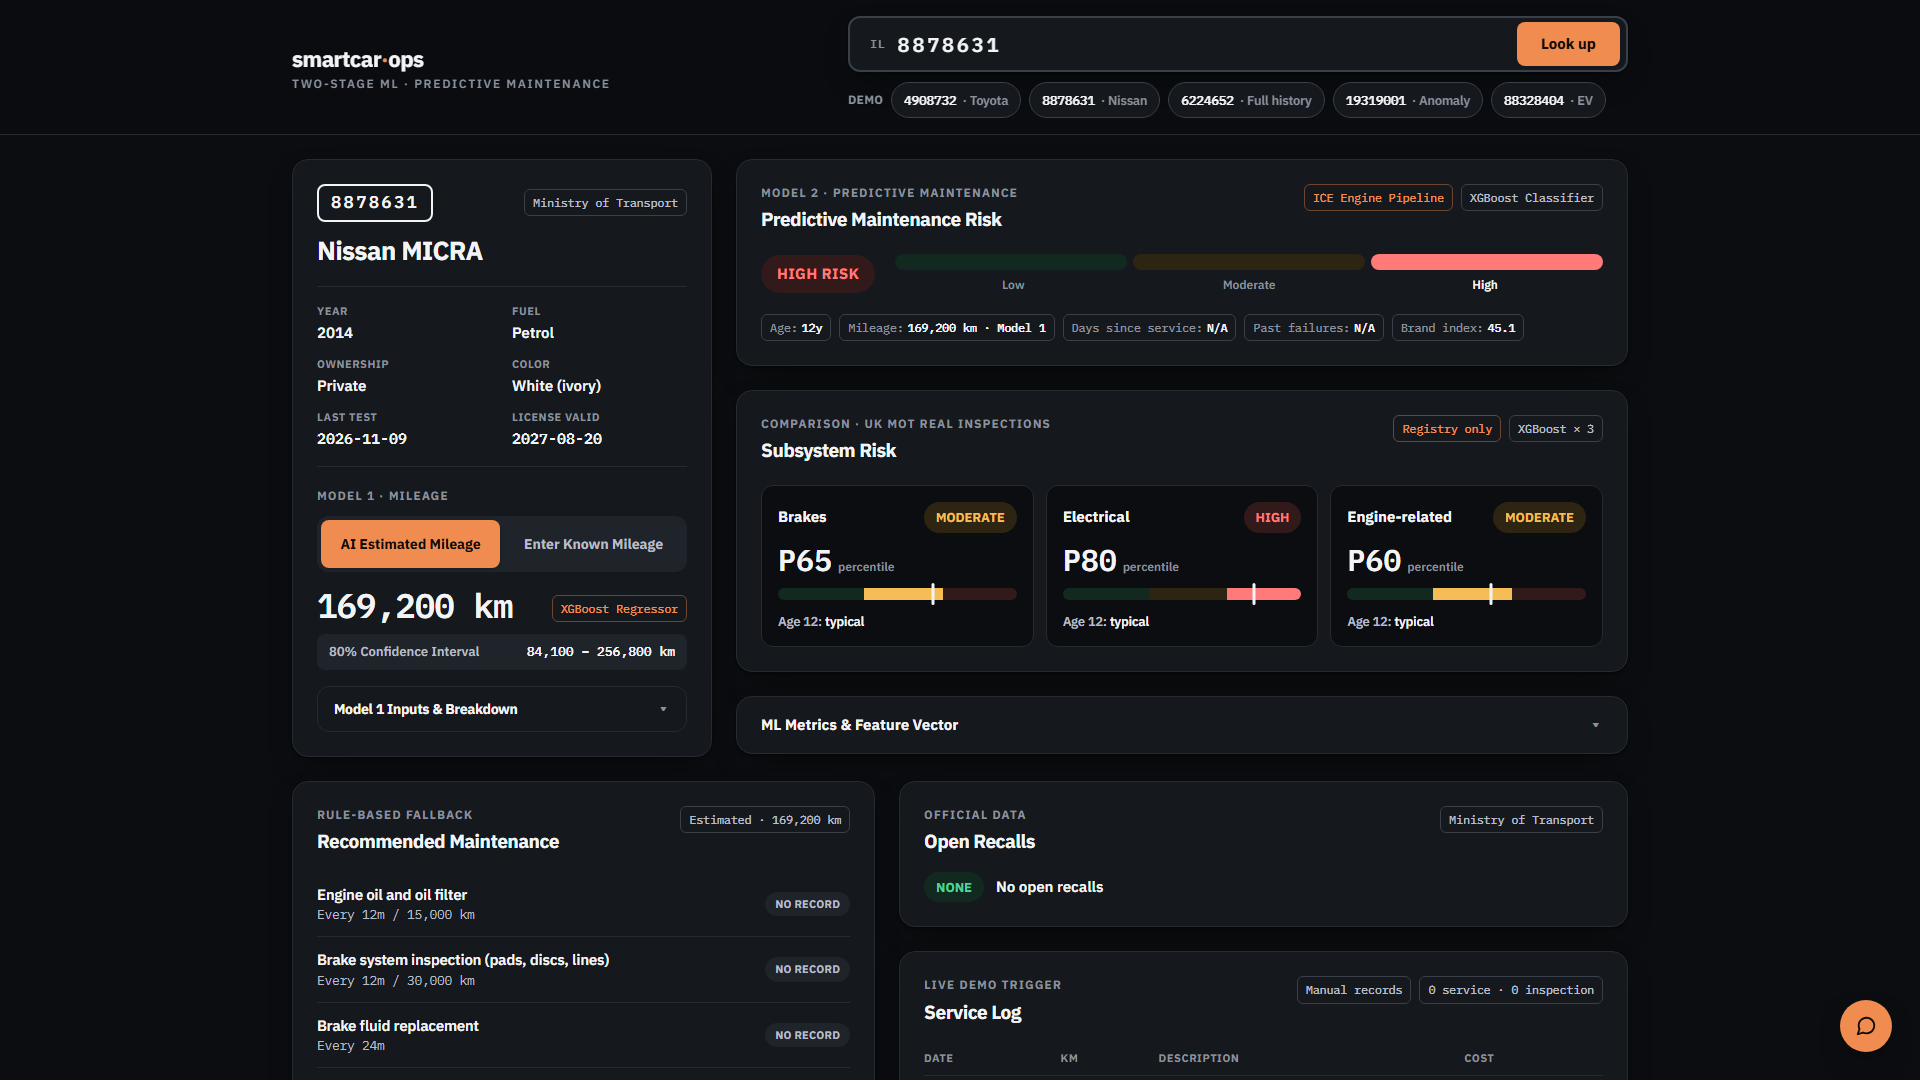 smartcar·ops
TWO-STAGE ML · PREDICTIVE MAINTENANCE
IL 8878631
Look up
DEMO 4908732 · Toyota 8878631 · Nissan 6224652 · Full history 19319001 · Anomaly 88328404 · EV
8878631
Ministry of Transport
Nissan MICRA
YEAR FUEL
2014 Petrol
OWNERSHIP COLOR
Private White (ivory)
LAST TEST LICENSE VALID
2026-11-09 2027-08-20
MODEL 1 · MILEAGE
AI Estimated Mileage Enter Known Mileage
169,200 km XGBoost Regressor
80% Confidence Interval 84,100 – 256,800 km
Model 1 Inputs & Breakdown
MODEL 2 · PREDICTIVE MAINTENANCE
Predictive Maintenance Risk
ICE Engine Pipeline XGBoost Classifier
HIGH RISK
Low Moderate High
Age: 12y Mileage: 169,200 km · Model 1 Days since service: N/A Past failures: N/A Brand index: 45.1
COMPARISON · UK MOT REAL INSPECTIONS
Subsystem Risk
Registry only XGBoost × 3
Brakes MODERATE
P65 percentile
Age 12: typical
Electrical HIGH
P80 percentile
Age 12: typical
Engine-related MODERATE
P60 percentile
Age 12: typical
ML Metrics & Feature Vector
RULE-BASED FALLBACK
Recommended Maintenance
Estimated · 169,200 km
Engine oil and oil filter
Every 12m / 15,000 km
NO RECORD
Brake system inspection (pads, discs, lines)
Every 12m / 30,000 km
NO RECORD
Brake fluid replacement
Every 24m
NO RECORD
OFFICIAL DATA
Open Recalls
Ministry of Transport
NONE No open recalls
LIVE DEMO TRIGGER
Service Log
Manual records 0 service · 0 inspection
DATE KM DESCRIPTION COST